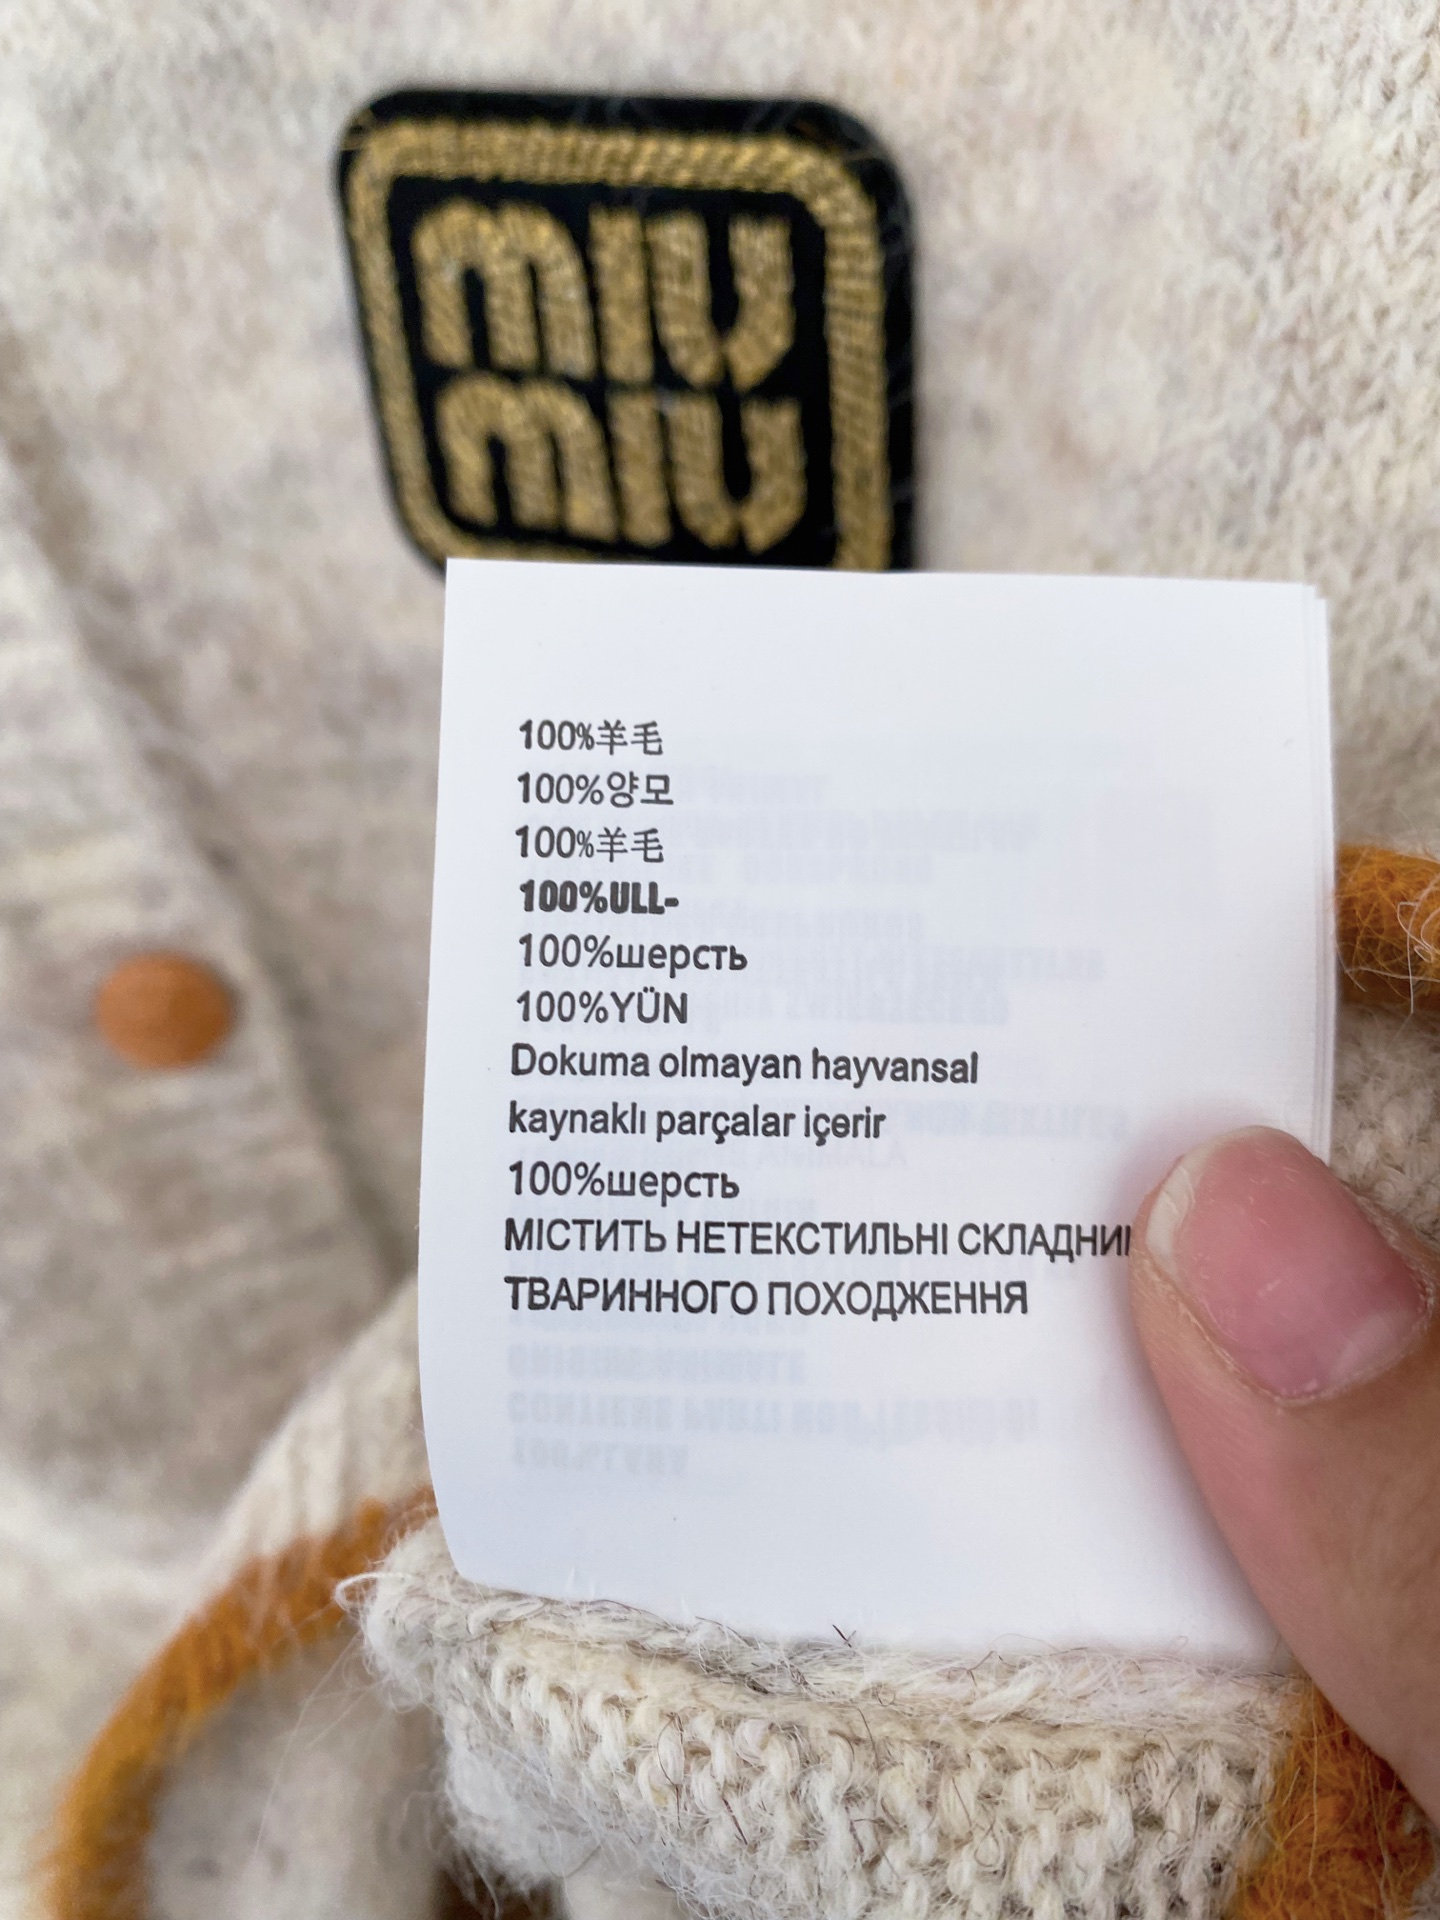 MIU
MIU
100%羊毛
100%양모
100%羊毛
100%ULL-
100%шерсть
100%YÜN
Dokuma olmayan hayvansal
kaynaklı parçalar içerir
100%шерсть
МІСТИТЬ НЕТЕКСТИЛЬНІ
ТВАРИННОГО ПОХОДЖЕННЯ